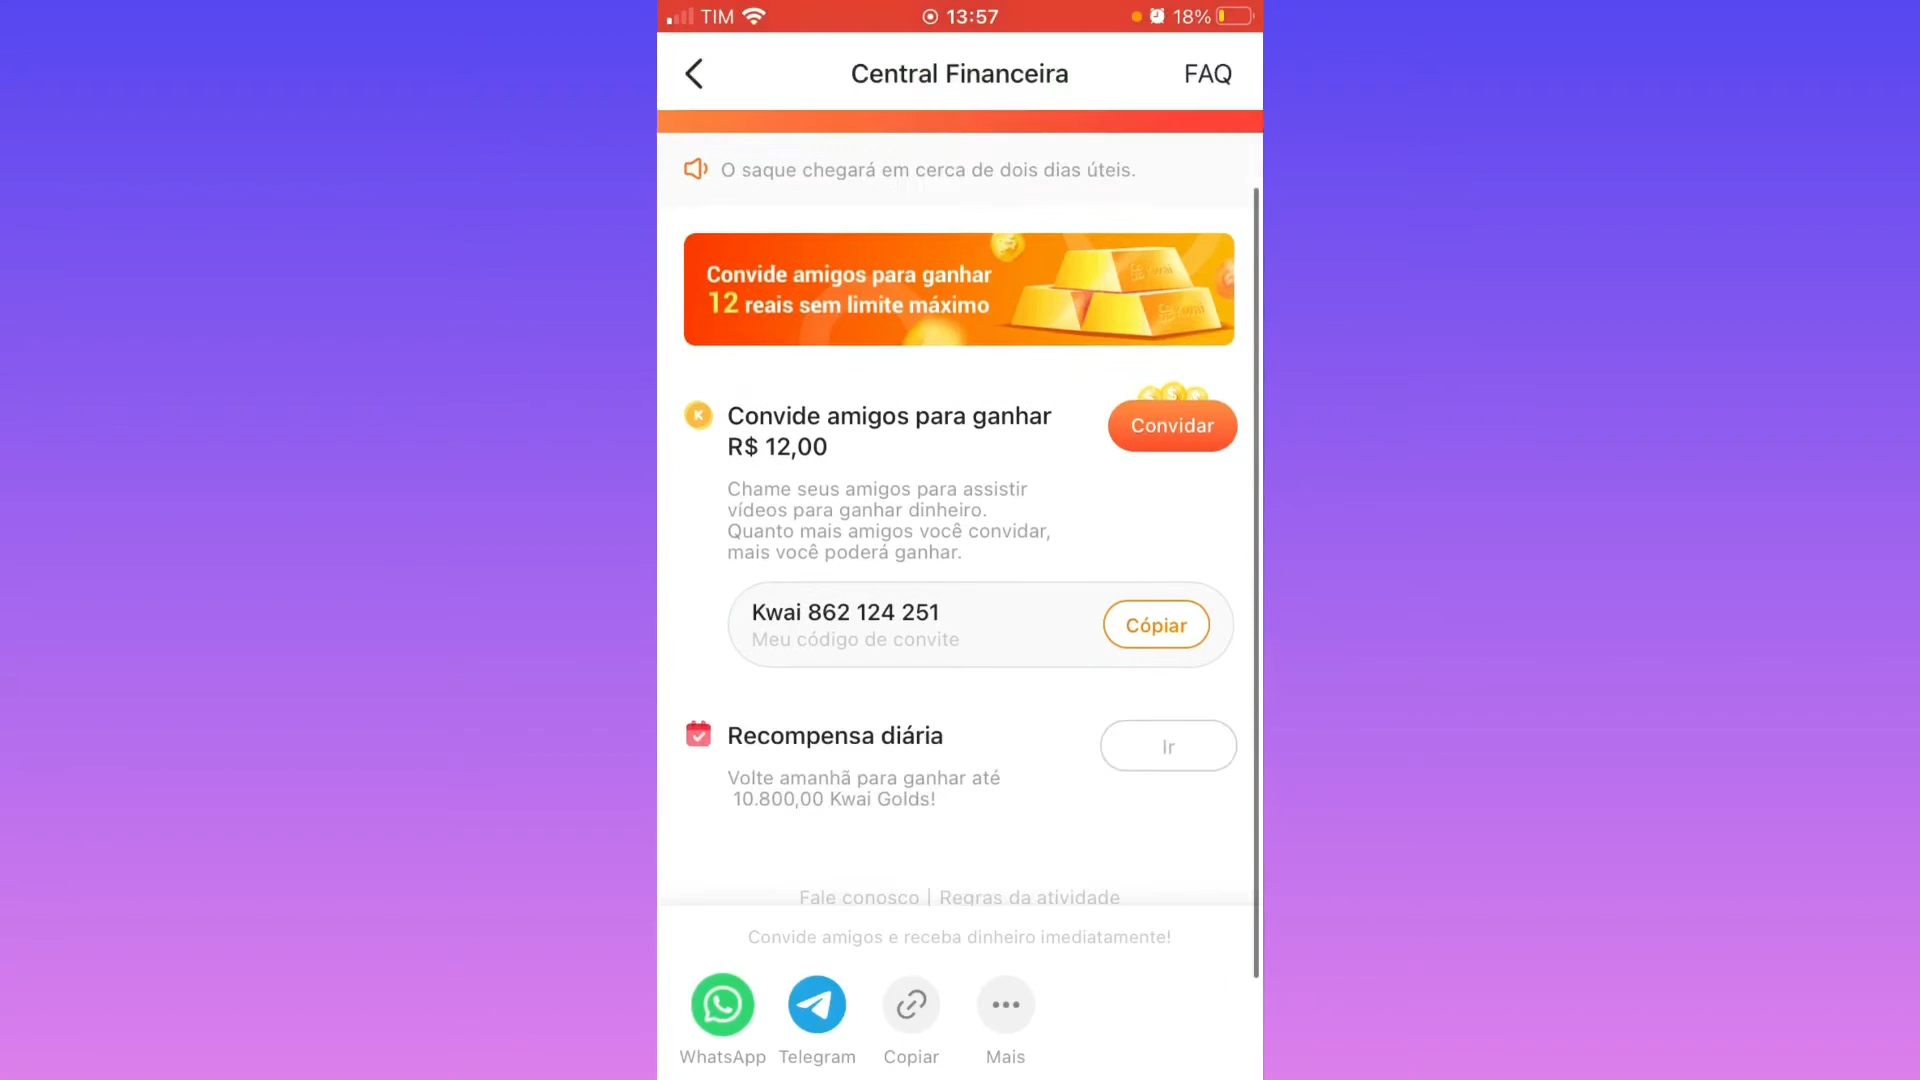 TIM 13:57 18%
Central Financeira FAQ
O saque chegará em cerca de dois dias úteis.
Convide amigos para ganhar
12 reais sem limite máximo
Kwai
Kwai
Convide amigos para ganhar
R$ 12,00
Convidar
Chame seus amigos para assistir
vídeos para ganhar dinheiro.
Quanto mais amigos você convidar,
mais você poderá ganhar.
Kwai 862 124 251
Meu código de convite
Cópiar
Recompensa diária
Ir
Volte amanhã para ganhar até
10.800,00 Kwai Golds!
Fale conosco | Regras da atividade
Convide amigos e receba dinheiro imediatamente!
WhatsApp Telegram Copiar Mais